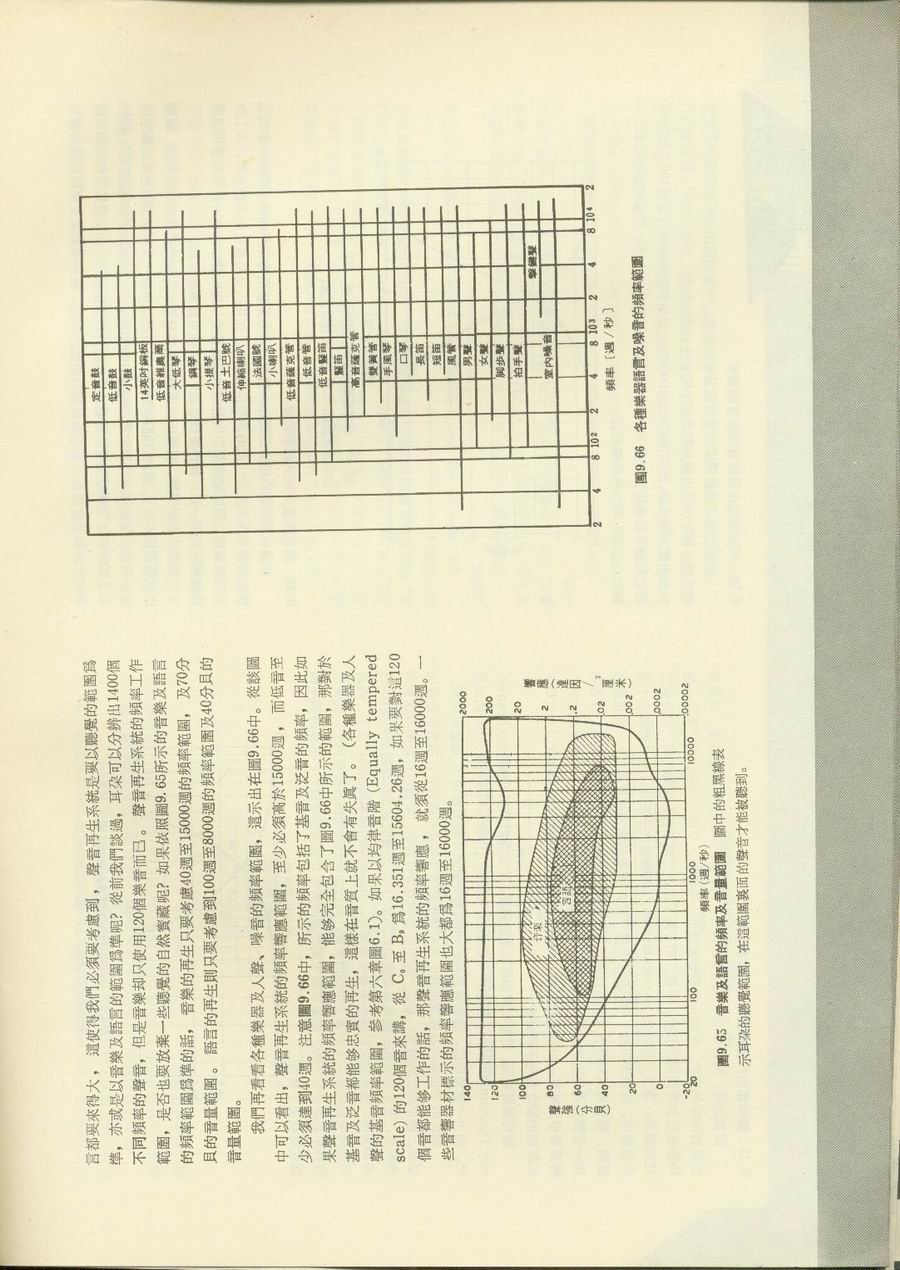 言都要來得大，這使得我們必須要考慮到，聲音再生系統是要以聽覺的範圍爲
準，亦或是以音樂及語言的範圍爲準呢？從前我們談過，耳朶可以分辨出1400個
不同頻率的聲音，但是音樂却只使用120個樂音而已。聲音再生系統的頻率工作
範圍，是否也要放棄一些聽覺的自然寳藏呢？如果依照圖9.65所示的音樂及語言
的頻率範圍爲準的話，音樂的再生只要考慮40週至15000週的頻率範圍，及70分
貝的音量範圍。語言的再生則只要考慮到100週至8000週的頻率範圍及40分貝的
音量範圍。
我們再看看各種樂器及人聲、噪音的頻率範圍，這示出在圖9.66中。從該圖
中可以看出，聲音再生系統的頻率響應範圍，至少必須高於15000週，而低音至
少必須達到40週。注意圖9.66中，所示的頻率包括了基音及泛音的頻率，因此如
果聲音再生系統的頻率響應範圍，能够完全包含了圖9.66中所示的範圍，那對於
基音及泛音都能够忠實的再生，這樣在音質上就不會有失真了。（各種樂器及人
聲的基音頻率範圍，參考第六章圖6.1）。如果以均律音階（Equally tempered
scale）的120個音來講，從 C₀ 至 B₉ 爲16.351週至15604.26週，如果要對這120
個音都能够工作的話，那聲音再生系統的頻率響應，就須從16週至16000週。一
些音響器材標示的頻率響應範圍也大都爲16週至16000週。
140
120
100
80
60
40
20
0
-20
聲強（分貝）
2000
200
20
2
.2
.02
.002
.0002
.00002
響應（達因／厘米²）
音樂
言語
20
100
1000
10000
頻率（週/秒）
圖9.65 音樂及語言的頻率及音量範圍 圖中的粗黑線表
示耳朶的聽覺範圍，在這範圍裏面的聲音才能被聽到。
定音鼓
低音鼓
小鼓
14英吋銅板
低音維奥爾
大低琴
鋼琴
小提琴
低音土巴號
伸縮喇叭
法國號
小喇叭
低音薩克管
低音管
低音豎笛
豎笛
高音薩克管
雙簧管
手風琴
口琴
長笛
短笛
風管
男聲
女聲
脚步聲
拍手聲
擊鍵聲
室內噪音
2 4 8 10² 2 4 8 10³ 2 4 8 10⁴ 2
頻率〔週／秒〕
圖9.66 各種樂器語言及噪音的頻率範圍